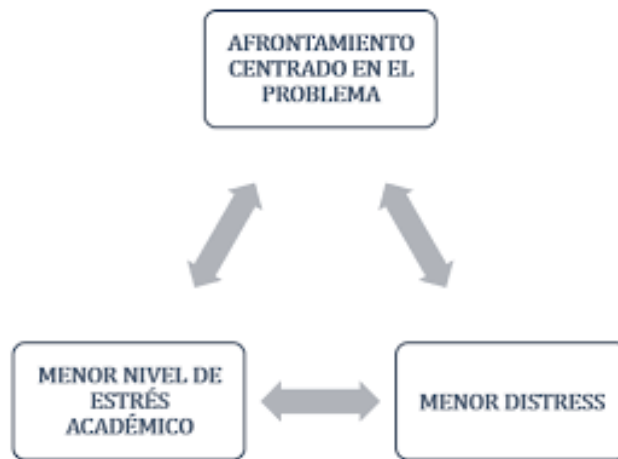 AFRONTAMIENTO
CENTRADO EN EL
PROBLEMA
MENOR NIVEL DE
ESTRÉS
ACADÉMICO
MENOR DISTRESS